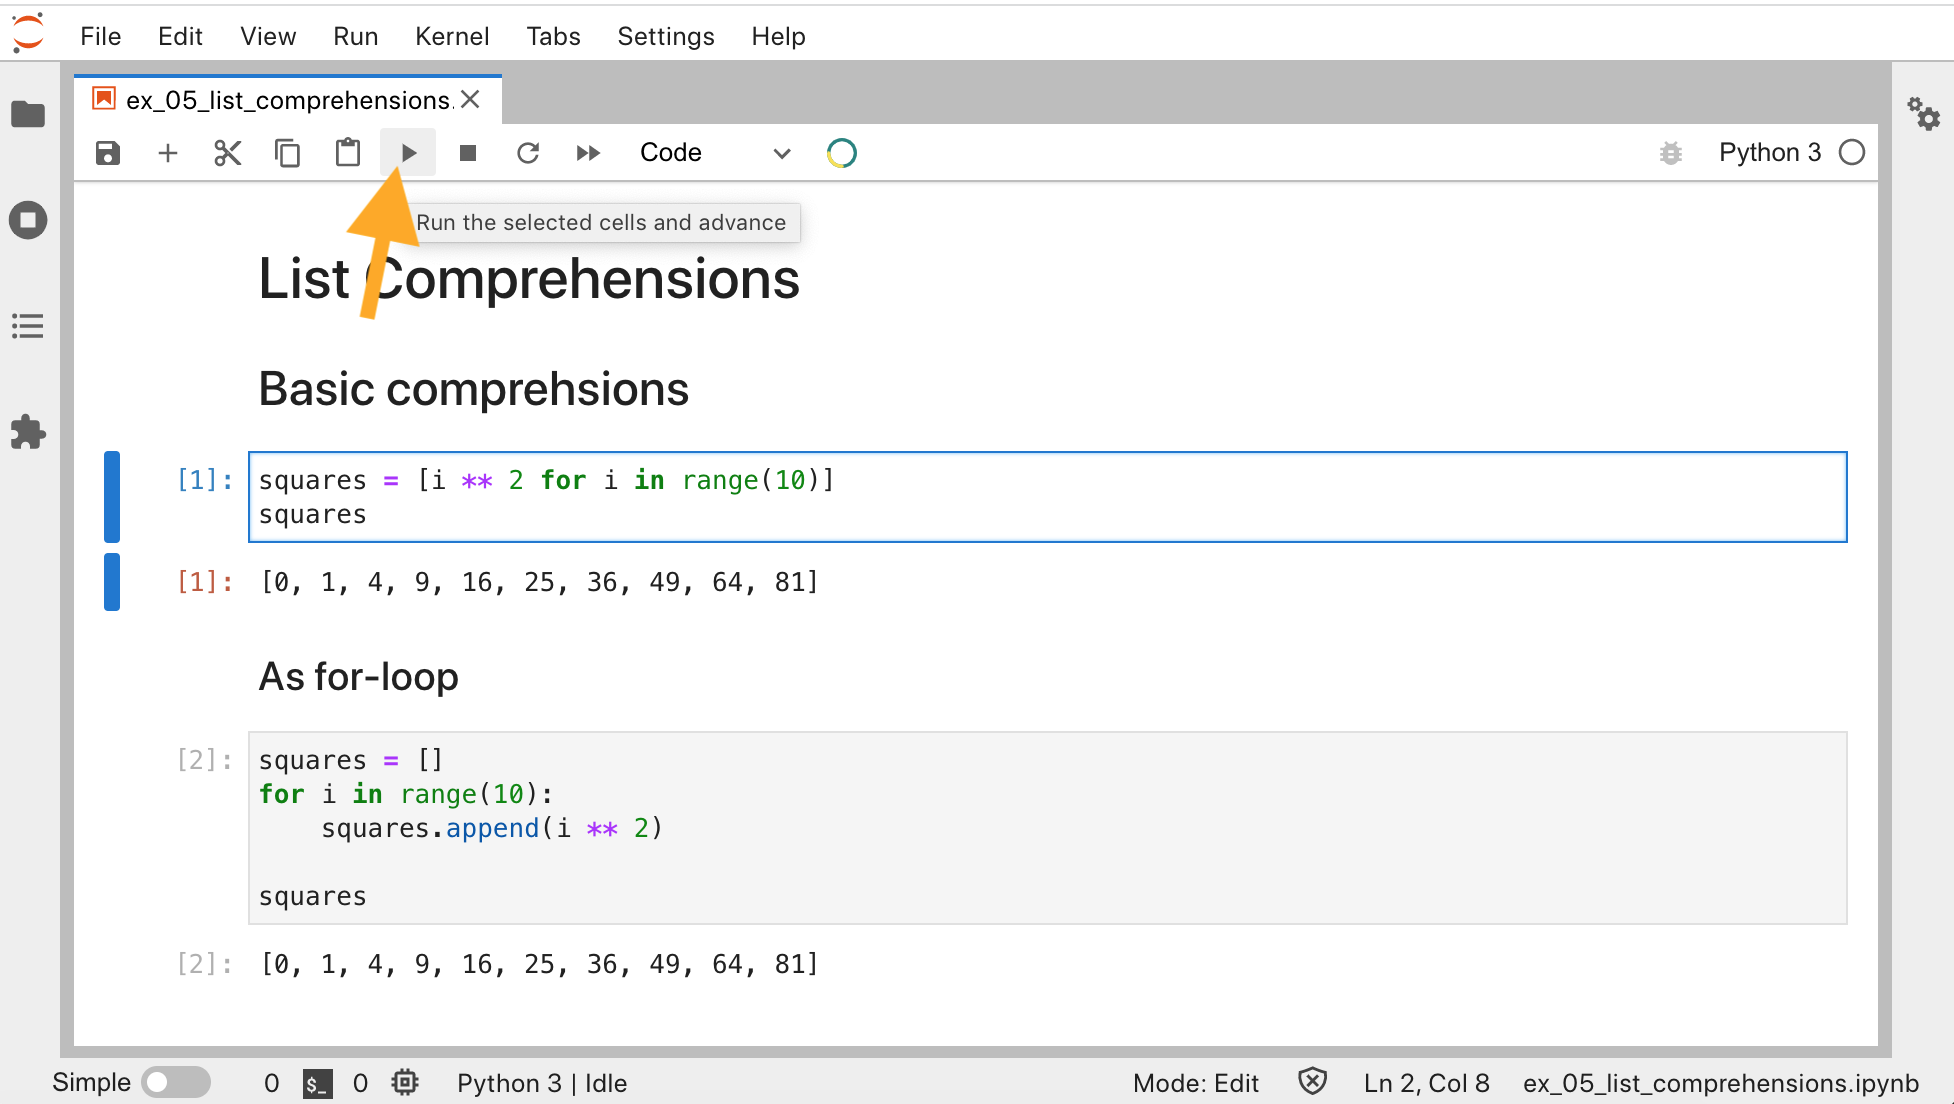 File Edit View Run Kernel Tabs Settings Help
ex_05_list_comprehensions.
Code Python 3
Run the selected cells and advance
List Comprehensions
Basic comprehsions
[1]: squares = [i ** 2 for i in range(10)]
squares
[1]: [0, 1, 4, 9, 16, 25, 36, 49, 64, 81]
As for-loop
[2]: squares = []
for i in range(10):
    squares.append(i ** 2)
squares
[2]: [0, 1, 4, 9, 16, 25, 36, 49, 64, 81]
Simple 0 $_ 0 Python 3 | Idle Mode: Edit Ln 2, Col 8 ex_05_list_comprehensions.ipynb